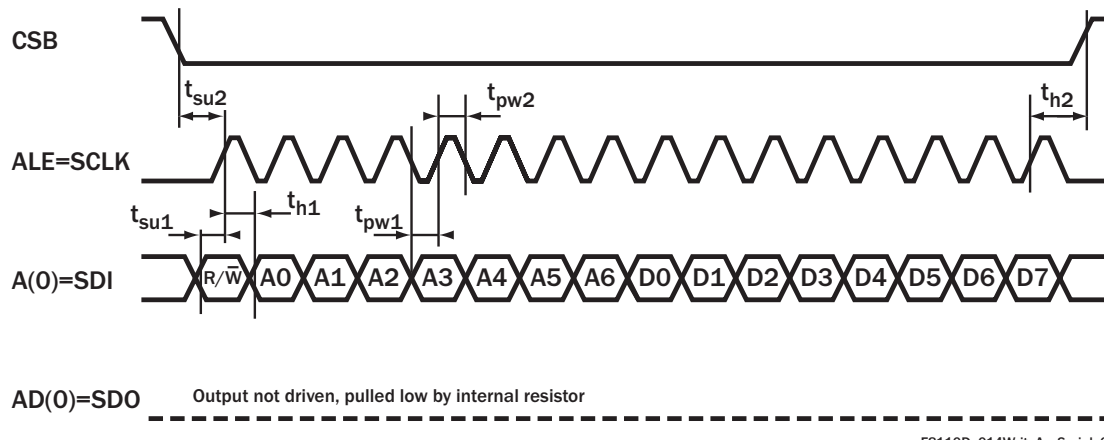 CSB
tsu2
tpw2
th2
ALE=SCLK
tsu1
th1
tpw1
A(0)=SDI
R/W̅ A0 A1 A2 A3 A4 A5 A6 D0 D1 D2 D3 D4 D5 D6 D7
AD(0)=SDO
Output not driven, pulled low by internal resistor